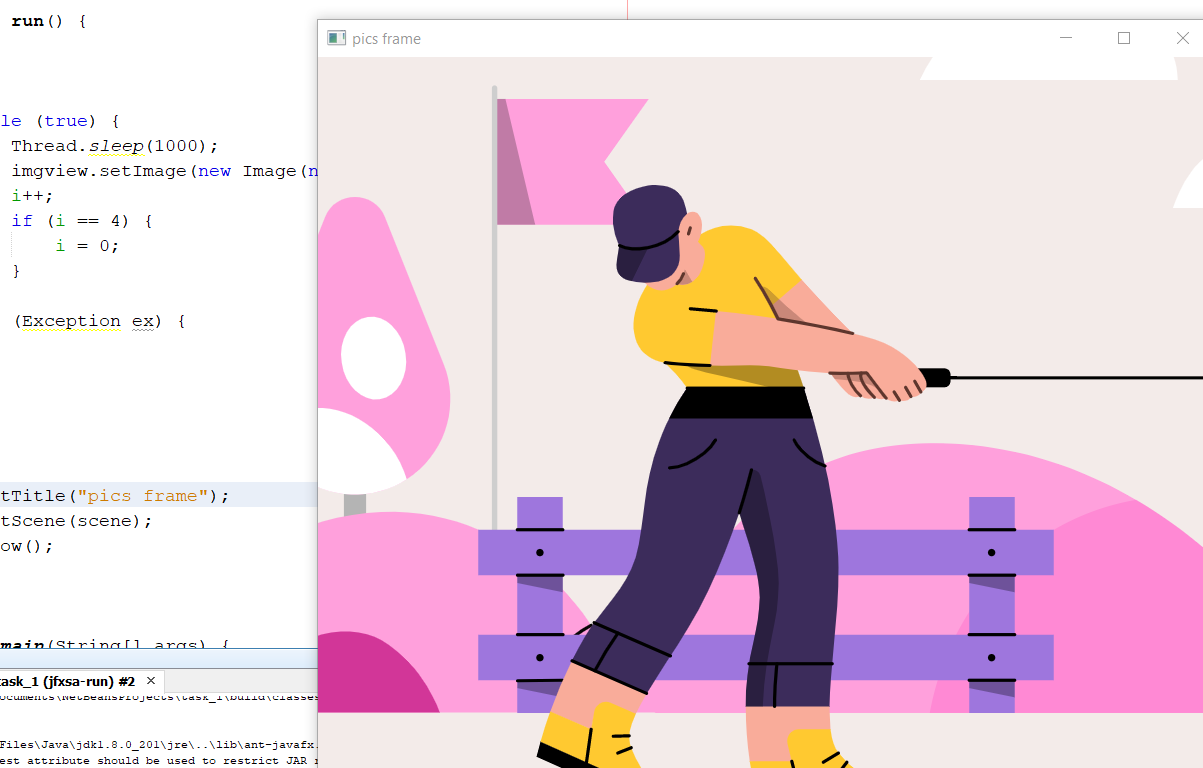 run() {
pics frame
le (true) {
Thread.sleep(1000);
imgview.setImage(new Image(n
i++;
if (i == 4) {
i = 0;
}
(Exception ex) {
tTitle("pics frame");
tScene(scene);
ow();
main(String[] args) {
task_1 (jfxsa-run) #2 ×
ocuments\NetBeansProjects\task_1\build\classes
Files\Java\jdk1.8.0_201\jre\..\lib\ant-javafx.
est attribute should be used to restrict JAR r